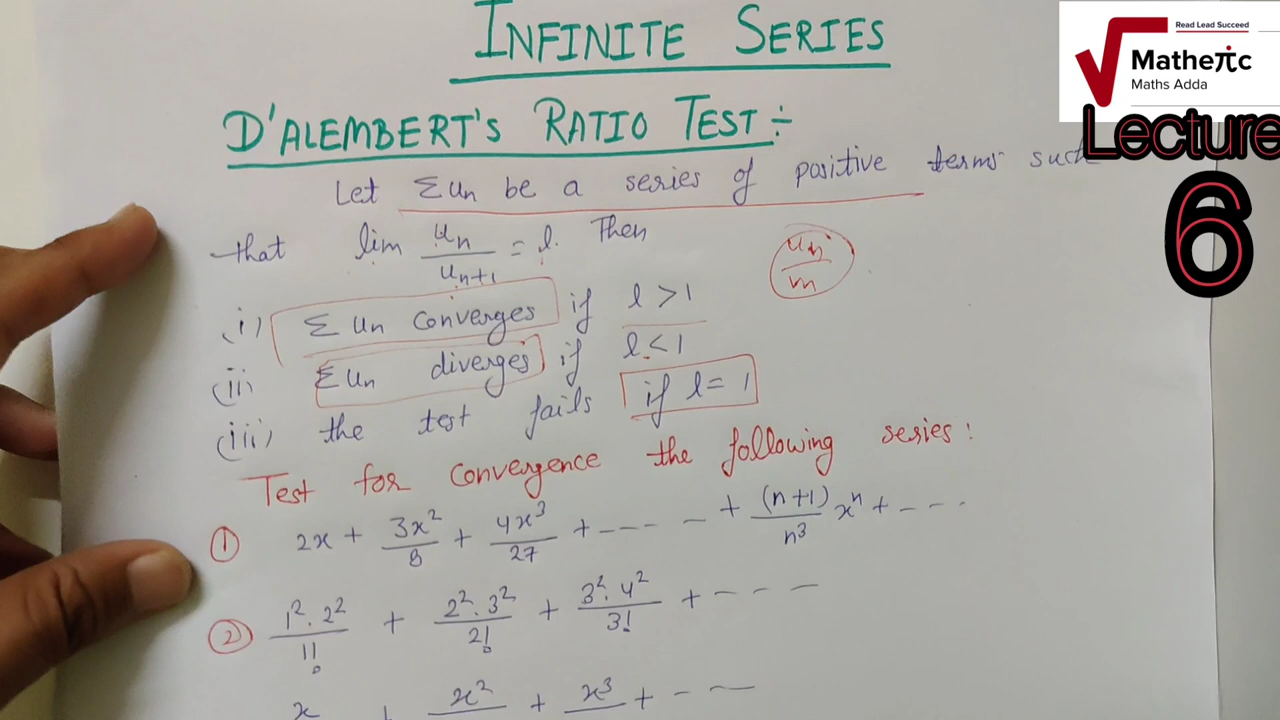 INFINITE SERIES
Read Lead Succeed
Matheπc
Maths Adda
Lecture
6
D'ALEMBERT'S RATIO TEST:-
Let Σun be a series of positive terms such
that lim un/un+1 = l. Then
un/n
(i) Σ un converges if l > 1
(ii) Σun diverges if l < 1
(iii) the test fails if l = 1
Test for convergence the following series:
① 2x + 3x²/8 + 4x³/27 + ---- - + (n+1)/n³ xⁿ + ----
② 1².2²/1! + 2².3²/2! + 3².4²/3! + ---
x + x² + x³ + ---